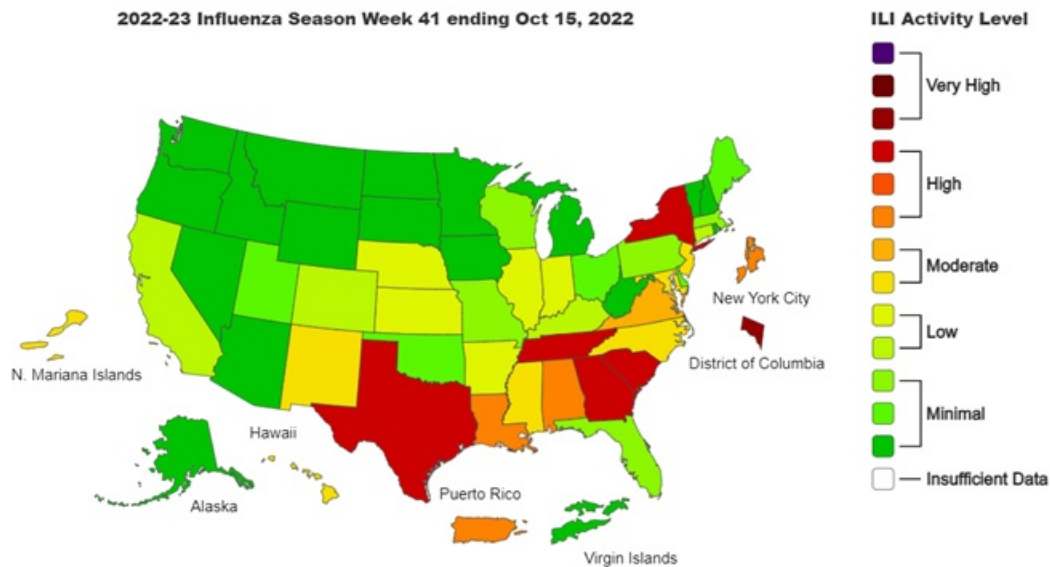 2022-23 Influenza Season Week 41 ending Oct 15, 2022
ILI Activity Level
Very High
High
Moderate
Low
Minimal
Insufficient Data
New York City
District of Columbia
N. Mariana Islands
Hawaii
Alaska
Puerto Rico
Virgin Islands